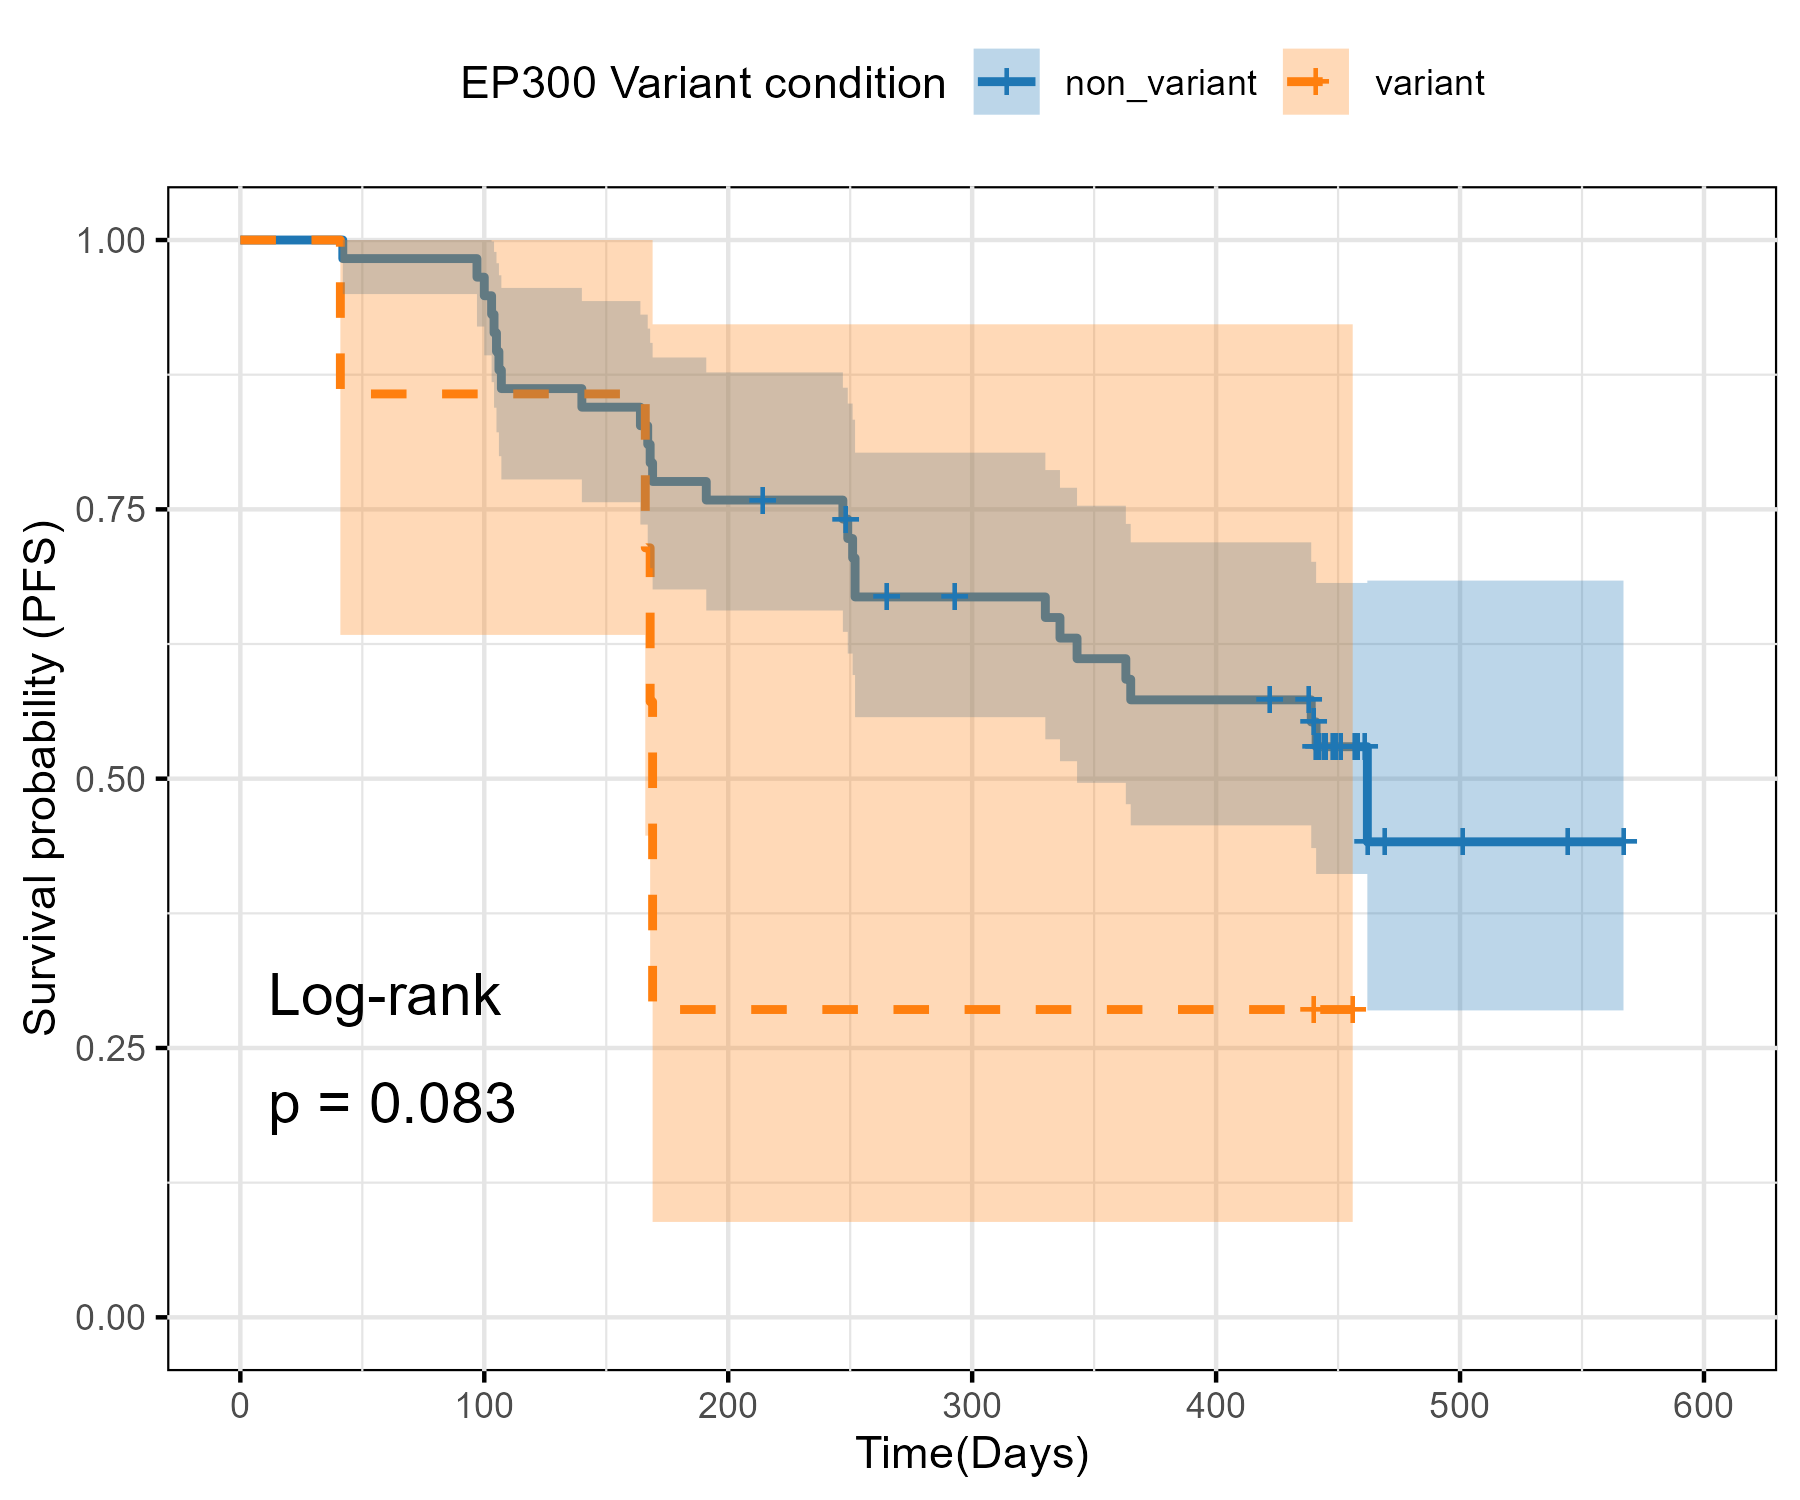 EP300 Variant condition non_variant variant
Survival probability (PFS)
1.00
0.75
0.50
0.25
0.00
Log-rank
p = 0.083
0 100 200 300 400 500 600
Time(Days)